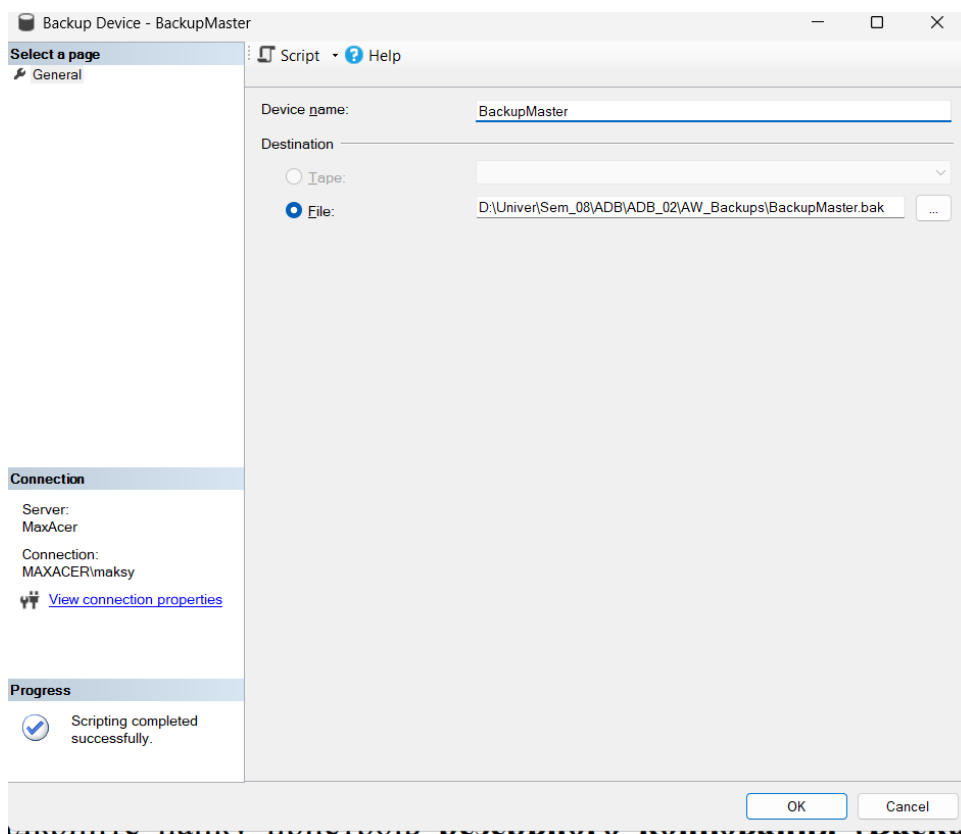 Backup Device - BackupMaster
Select a page
General
Script
Help
Device name:
BackupMaster
Destination
Tape:
File:
D:\Univer\Sem_08\ADB\ADB_02\AW_Backups\BackupMaster.bak
...
Connection
Server:
MaxAcer
Connection:
MAXACER\maksy
View connection properties
Progress
Scripting completed
successfully.
OK
Cancel